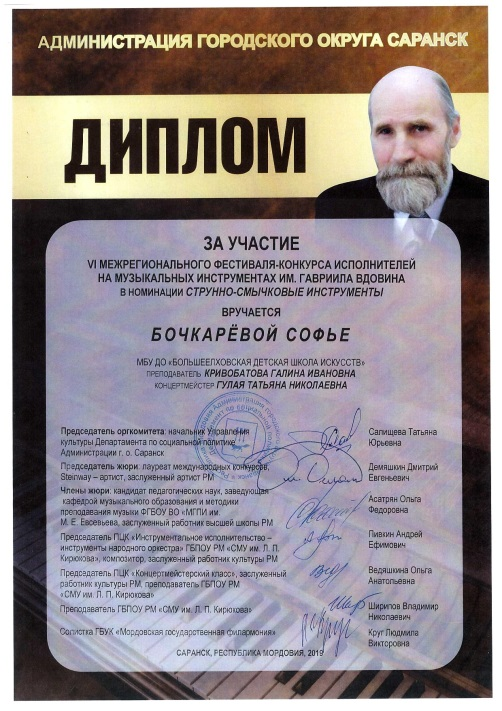 АДМИНИСТРАЦИЯ ГОРОДСКОГО ОКРУГА САРАНСК
ДИПЛОМ
ЗА УЧАСТИЕ
VI МЕЖРЕГИОНАЛЬНОГО ФЕСТИВАЛЯ-КОНКУРСА ИСПОЛНИТЕЛЕЙ
НА МУЗЫКАЛЬНЫХ ИНСТРУМЕНТАХ ИМ. ГАВРИИЛА ВДОВИНА
В НОМИНАЦИИ СТРУННО-СМЫЧКОВЫЕ ИНСТРУМЕНТЫ
ВРУЧАЕТСЯ
БОЧКАРЁВОЙ СОФЬЕ
МБУ ДО «БОЛЬШЕЕЛХОВСКАЯ ДЕТСКАЯ ШКОЛА ИСКУССТВ»
ПРЕПОДАВАТЕЛЬ КРИВОБАТОВА ГАЛИНА ИВАНОВНА
КОНЦЕРТМЕЙСТЕР ГУЛАЯ ТАТЬЯНА НИКОЛАЕВНА
Председатель оргкомитета: начальник Управления
культуры Департамента по социальной политике
Администрации г. о. Саранск
Салищева Татьяна
Юрьевна
Председатель жюри: лауреат международных конкурсов,
Steinway – артист, заслуженный артист РМ
Демяшкин Дмитрий
Евгеньевич
Члены жюри: кандидат педагогических наук, заведующая
кафедрой музыкального образования и методики
преподавания музыки ФГБОУ ВО «МГПИ им.
М. Е. Евсевьева, заслуженный работник высшей школы РМ
Асатрян Ольга
Федоровна
Председатель ПЦК «Инструментальное исполнительство –
инструменты народного оркестра» ГБПОУ РМ «СМУ им. Л. П.
Кирюкова», композитор, заслуженный работник культуры РМ
Пивкин Андрей
Ефимович
Председатель ПЦК «Концертмейстерский класс», заслуженный
работник культуры РМ, преподаватель ГБПОУ РМ
«СМУ им. Л. П. Кирюкова»
Ведяшкина Ольга
Анатольевна
Преподаватель ГБПОУ РМ «СМУ им. Л. П. Кирюкова»
Ширипов Владимир
Николаевич
Солистка ГБУК «Мордовская государственная филармония»
Круг Людмила
Викторовна
САРАНСК, РЕСПУБЛИКА МОРДОВИЯ, 2019